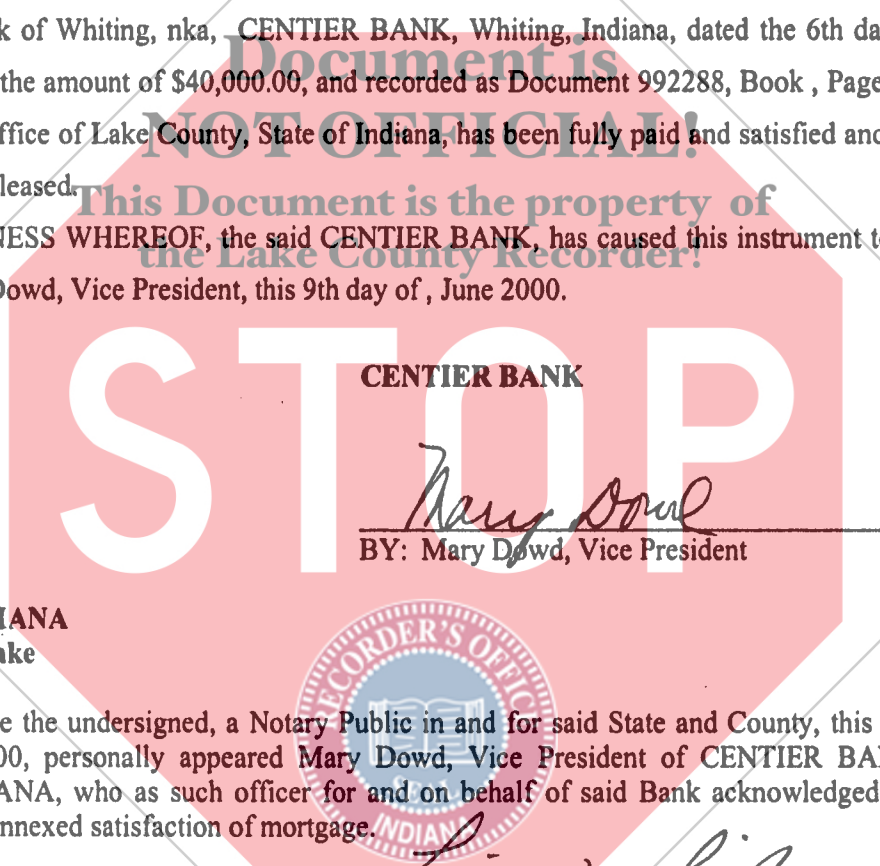 k of Whiting, nka, CENTIER BANK, Whiting, Indiana, dated the 6th da
Document is
the amount of $40,000.00, and recorded as Document 992288, Book , Page
NOT OFFICIAL!
ffice of Lake County, State of Indiana, has been fully paid and satisfied and
leased.
This Document is the property of
NESS WHEREOF, the said CENTIER BANK, has caused this instrument t
the Lake County Recorder!
Dowd, Vice President, this 9th day of , June 2000.
STOP
CENTIER BANK
Mary Dowd
BY: Mary Dowd, Vice President
IANA
ake
RECORDER'S OFFICE
e the undersigned, a Notary Public in and for said State and County, this
00, personally appeared Mary Dowd, Vice President of CENTIER BA
ANA, who as such officer for and on behalf of said Bank acknowledged
SEAL
nnexed satisfaction of mortgage.
INDIANA